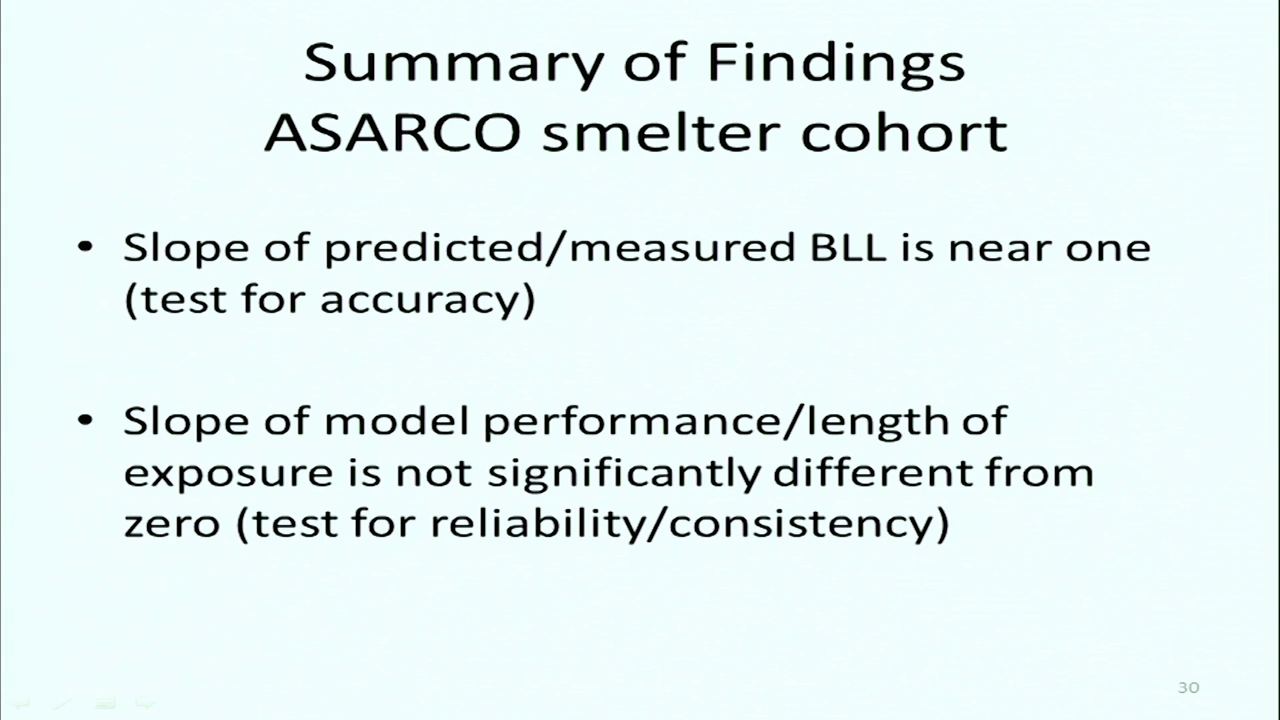 Summary of Findings
ASARCO smelter cohort
• Slope of predicted/measured BLL is near one
(test for accuracy)
• Slope of model performance/length of
exposure is not significantly different from
zero (test for reliability/consistency)
30